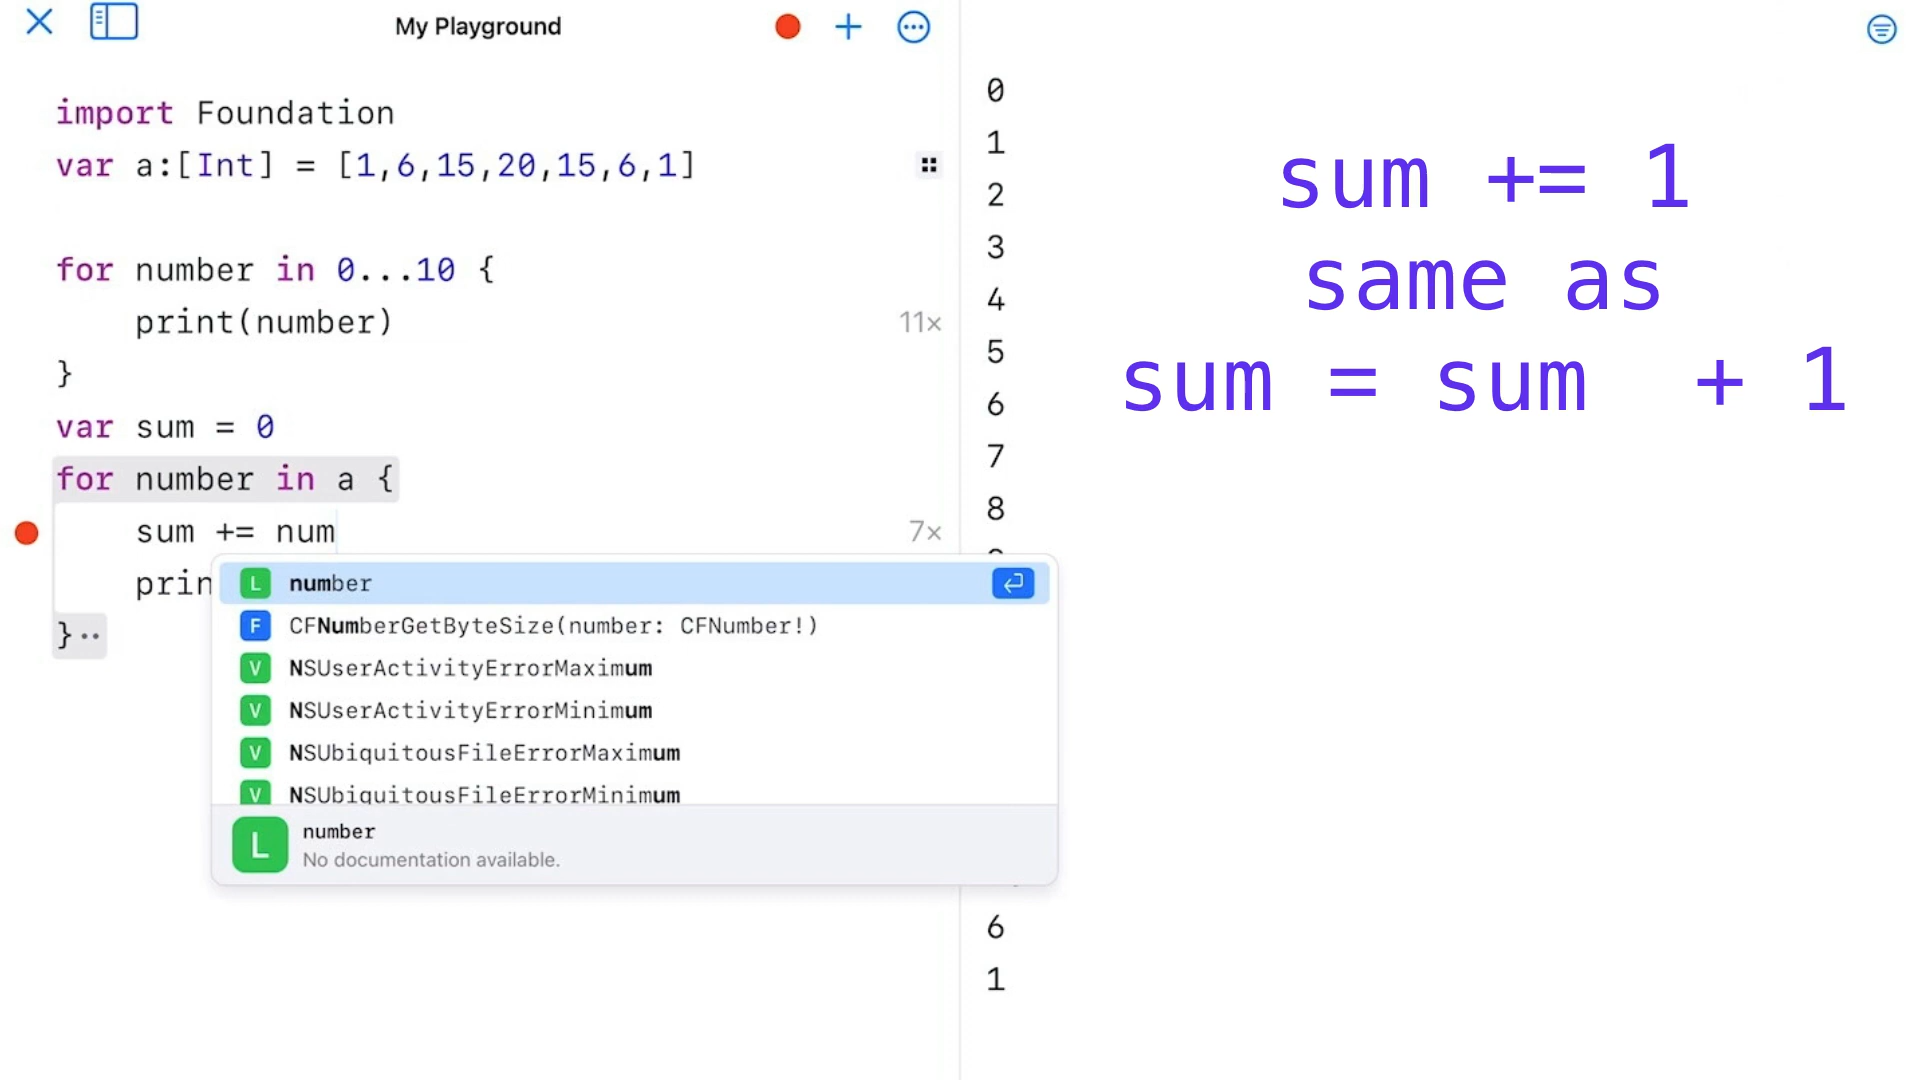 My Playground
import Foundation
var a:[Int] = [1,6,15,20,15,6,1]
for number in 0...10 {
print(number)
11×
}
var sum = 0
for number in a {
sum += num
7×
prin
}
L number
F CFNumberGetByteSize(number: CFNumber!)
V NSUserActivityErrorMaximum
V NSUserActivityErrorMinimum
V NSUbiquitousFileErrorMaximum
V NSUbiquitousFileErrorMinimum
L number
No documentation available.
0
1
2
3
4
5
6
7
8
6
1
sum += 1
same as
sum = sum + 1